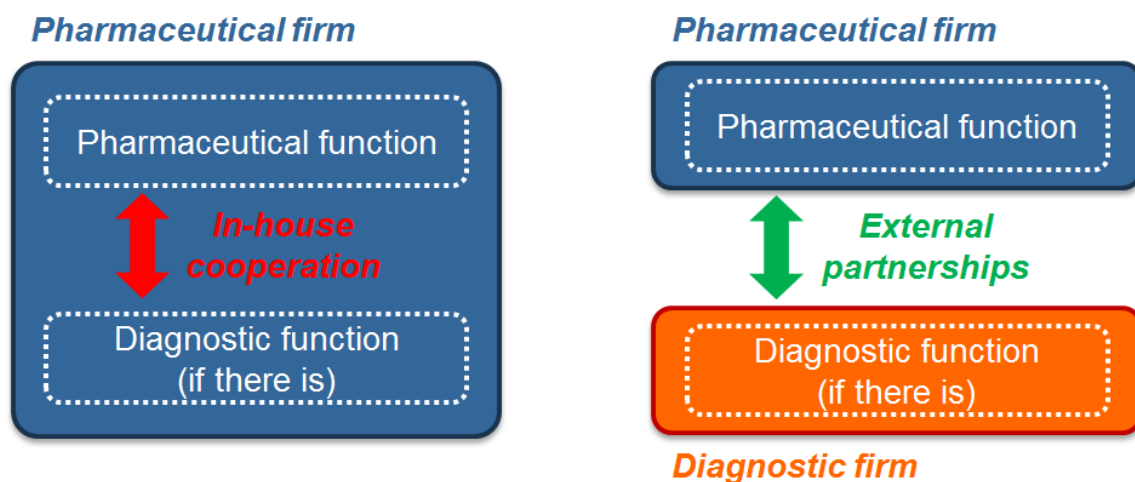 Pharmaceutical firm
Pharmaceutical function
In-house
cooperation
Diagnostic function
(if there is)
Pharmaceutical firm
Pharmaceutical function
External
partnerships
Diagnostic function
(if there is)
Diagnostic firm